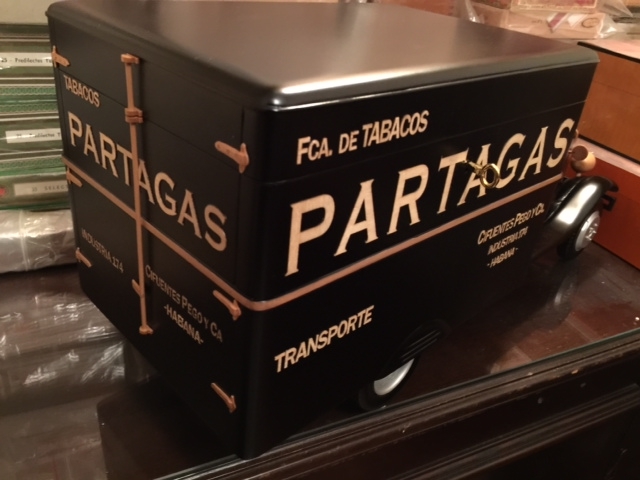 TABACOS
PARTAGAS
INDUSTRIA 174
CIFUENTES PEGO Y CA
-HABANA-
FCA. DE TABACOS
PARTAGAS
CIFUENTES PEGO Y CA.
INDUSTRIA 174
-HABANA-
TRANSPORTE